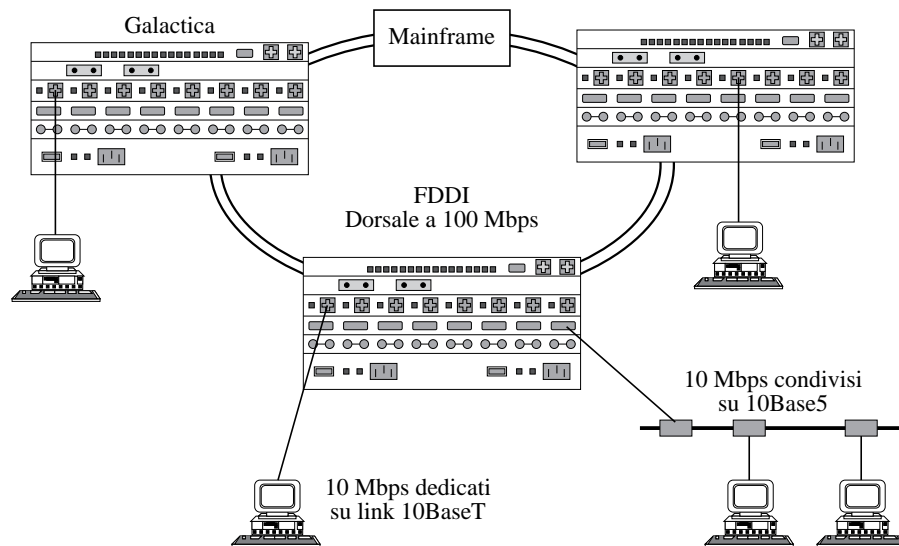 Galactica
Mainframe
FDDI
Dorsale a 100 Mbps
10 Mbps condivisi
su 10Base5
10 Mbps dedicati
su link 10BaseT